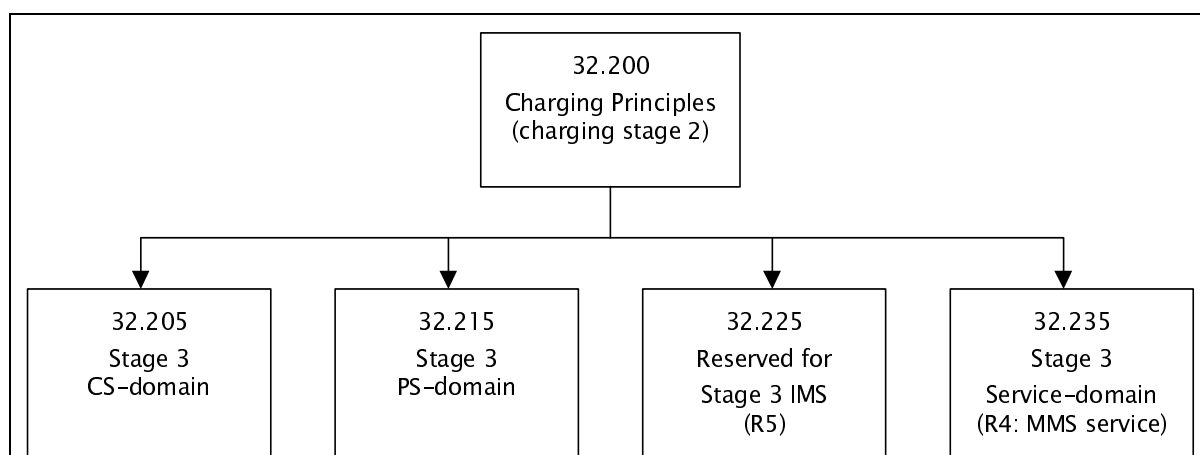 32.200
Charging Principles
(charging stage 2)
32.205
Stage 3
CS-domain
32.215
Stage 3
PS-domain
32.225
Reserved for
Stage 3 IMS
(R5)
32.235
Stage 3
Service-domain
(R4: MMS service)